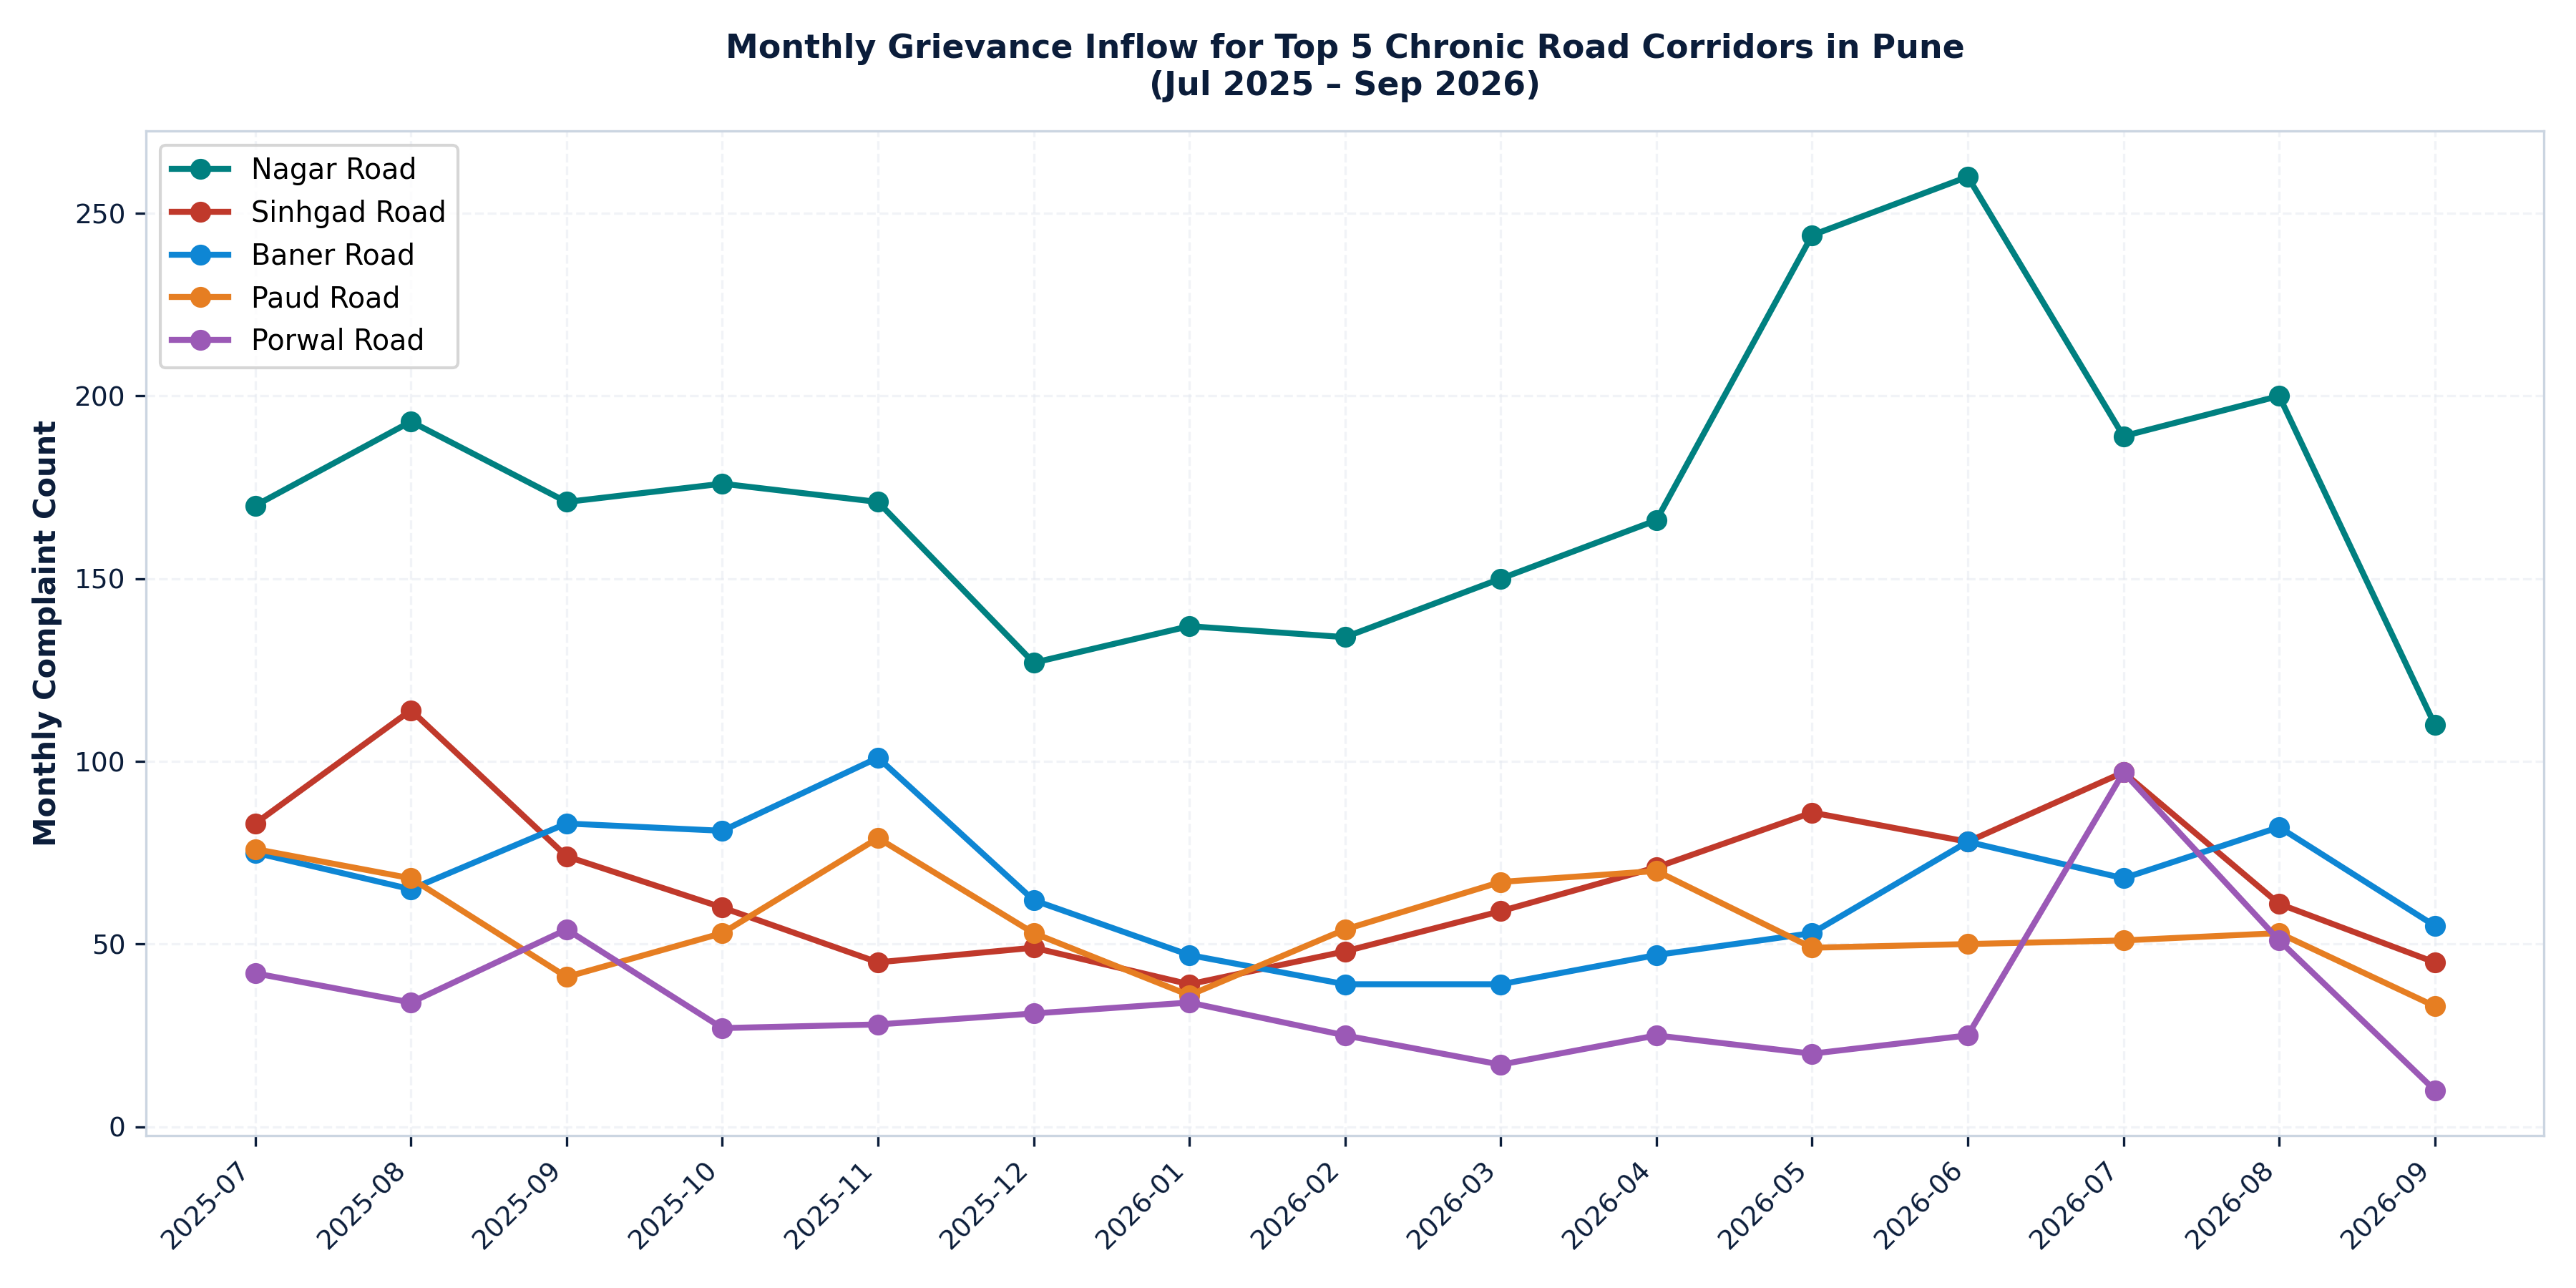 Monthly Grievance Inflow for Top 5 Chronic Road Corridors in Pune
(Jul 2025 – Sep 2026)
Nagar Road
Sinhgad Road
Baner Road
Paud Road
Porwal Road
Monthly Complaint Count
250
200
150
100
50
0
2025-07
2025-08
2025-09
2025-10
2025-11
2025-12
2026-01
2026-02
2026-03
2026-04
2026-05
2026-06
2026-07
2026-08
2026-09